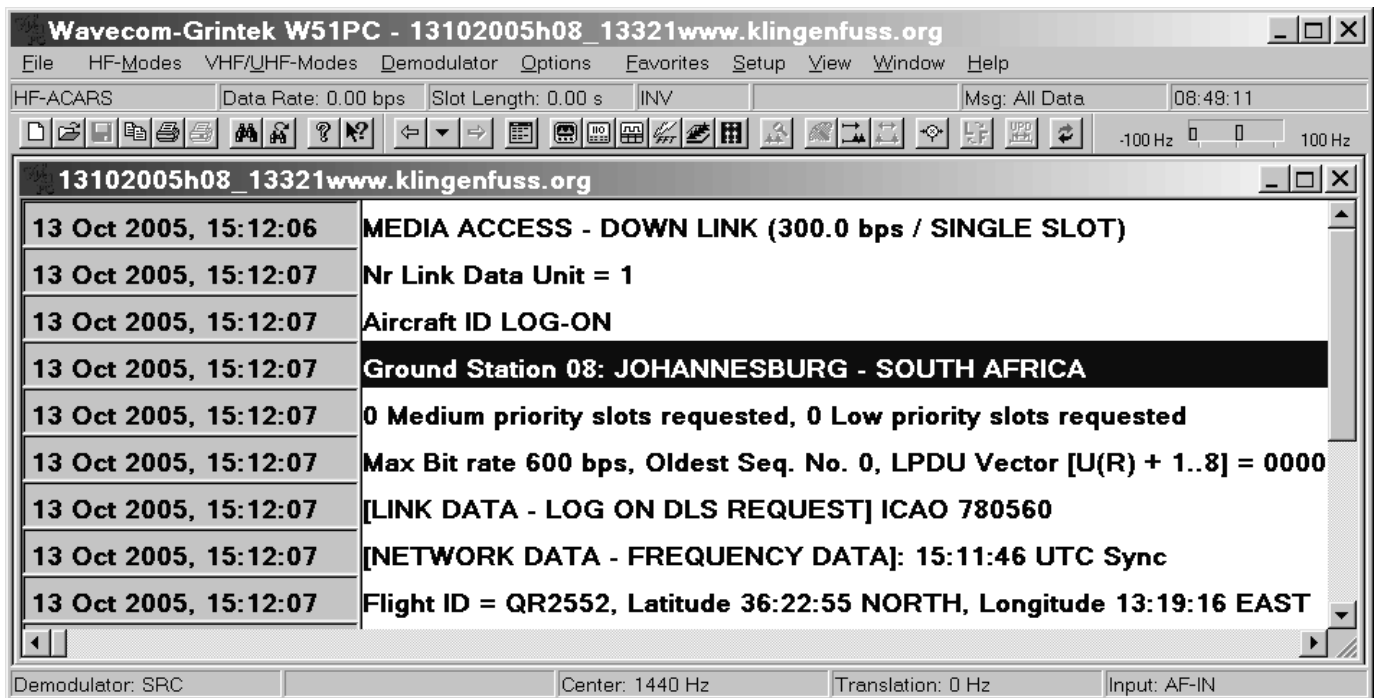 Wavecom-Grintek W51PC - 13102005h08_13321www.klingenfuss.org
File HF-Modes VHF/UHF-Modes Demodulator Options Favorites Setup View Window Help
HF-ACARS Data Rate: 0.00 bps Slot Length: 0.00 s INV Msg: All Data 08:49:11
-100 Hz 100 Hz
13102005h08_13321www.klingenfuss.org
13 Oct 2005, 15:12:06 MEDIA ACCESS - DOWN LINK (300.0 bps / SINGLE SLOT)
13 Oct 2005, 15:12:07 Nr Link Data Unit = 1
13 Oct 2005, 15:12:07 Aircraft ID LOG-ON
13 Oct 2005, 15:12:07 Ground Station 08: JOHANNESBURG - SOUTH AFRICA
13 Oct 2005, 15:12:07 0 Medium priority slots requested, 0 Low priority slots requested
13 Oct 2005, 15:12:07 Max Bit rate 600 bps, Oldest Seq. No. 0, LPDU Vector [U(R) + 1..8] = 0000
13 Oct 2005, 15:12:07 [LINK DATA - LOG ON DLS REQUEST] ICAO 780560
13 Oct 2005, 15:12:07 [NETWORK DATA - FREQUENCY DATA]: 15:11:46 UTC Sync
13 Oct 2005, 15:12:07 Flight ID = QR2552, Latitude 36:22:55 NORTH, Longitude 13:19:16 EAST
Demodulator: SRC Center: 1440 Hz Translation: 0 Hz Input: AF-IN